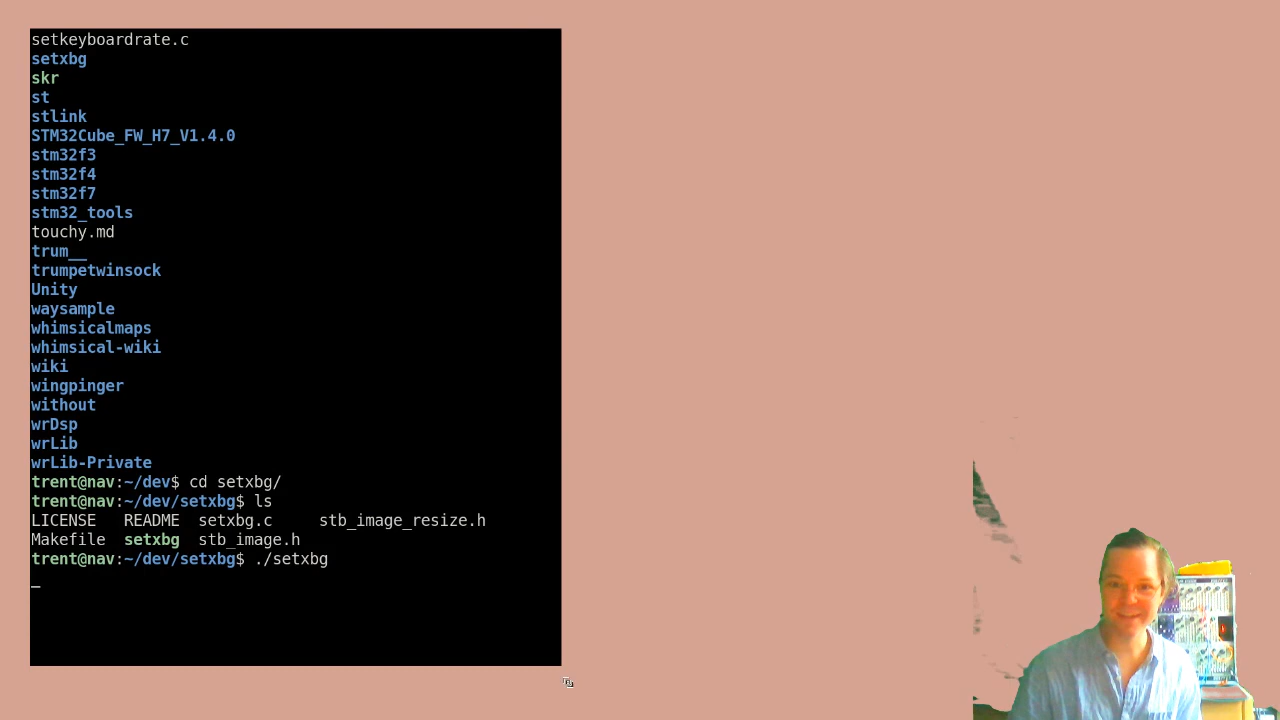 setkeyboardrate.c
setxbg
skr
st
stlink
STM32Cube_FW_H7_V1.4.0
stm32f3
stm32f4
stm32f7
stm32_tools
touchy.md
trum__
trumpetwinsock
Unity
waysample
whimsicalmaps
whimsical-wiki
wiki
wingpinger
without
wrDsp
wrLib
wrLib-Private
trent@nav:~/dev$ cd setxbg/
trent@nav:~/dev/setxbg$ ls
LICENSE README setxbg.c stb_image_resize.h
Makefile setxbg stb_image.h
trent@nav:~/dev/setxbg$ ./setxbg